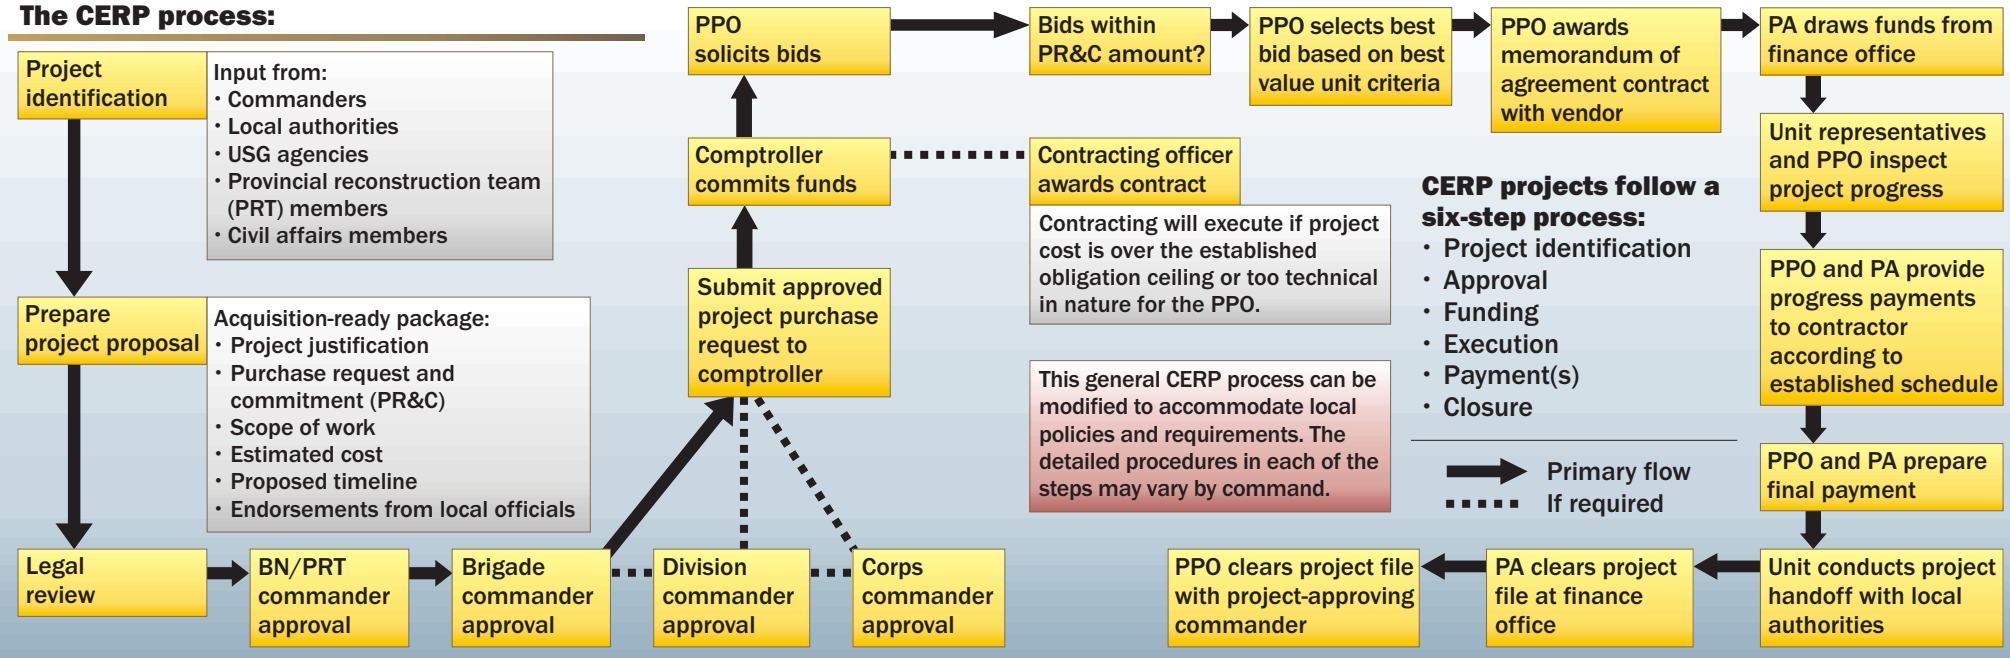 The CERP process:
Project
identification
Input from:
· Commanders
· Local authorities
· USG agencies
· Provincial reconstruction team
(PRT) members
· Civil affairs members
Prepare
project proposal
Acquisition-ready package:
· Project justification
· Purchase request and
commitment (PR&C)
· Scope of work
· Estimated cost
· Proposed timeline
· Endorsements from local officials
Legal
review
BN/PRT
commander
approval
Brigade
commander
approval
Division
commander
approval
Corps
commander
approval
Submit approved
project purchase
request to
comptroller
Comptroller
commits funds
Contracting officer
awards contract
Contracting will execute if project
cost is over the established
obligation ceiling or too technical
in nature for the PPO.
PPO
solicits bids
Bids within
PR&C amount?
PPO selects best
bid based on best
value unit criteria
PPO awards
memorandum of
agreement contract
with vendor
PA draws funds from
finance office
Unit representatives
and PPO inspect
project progress
PPO and PA provide
progress payments
to contractor
according to
established schedule
PPO and PA prepare
final payment
Unit conducts project
handoff with local
authorities
PA clears project
file at finance
office
PPO clears project file
with project-approving
commander
This general CERP process can be
modified to accommodate local
policies and requirements. The
detailed procedures in each of the
steps may vary by command.
CERP projects follow a
six-step process:
· Project identification
· Approval
· Funding
· Execution
· Payment(s)
· Closure
Primary flow
If required